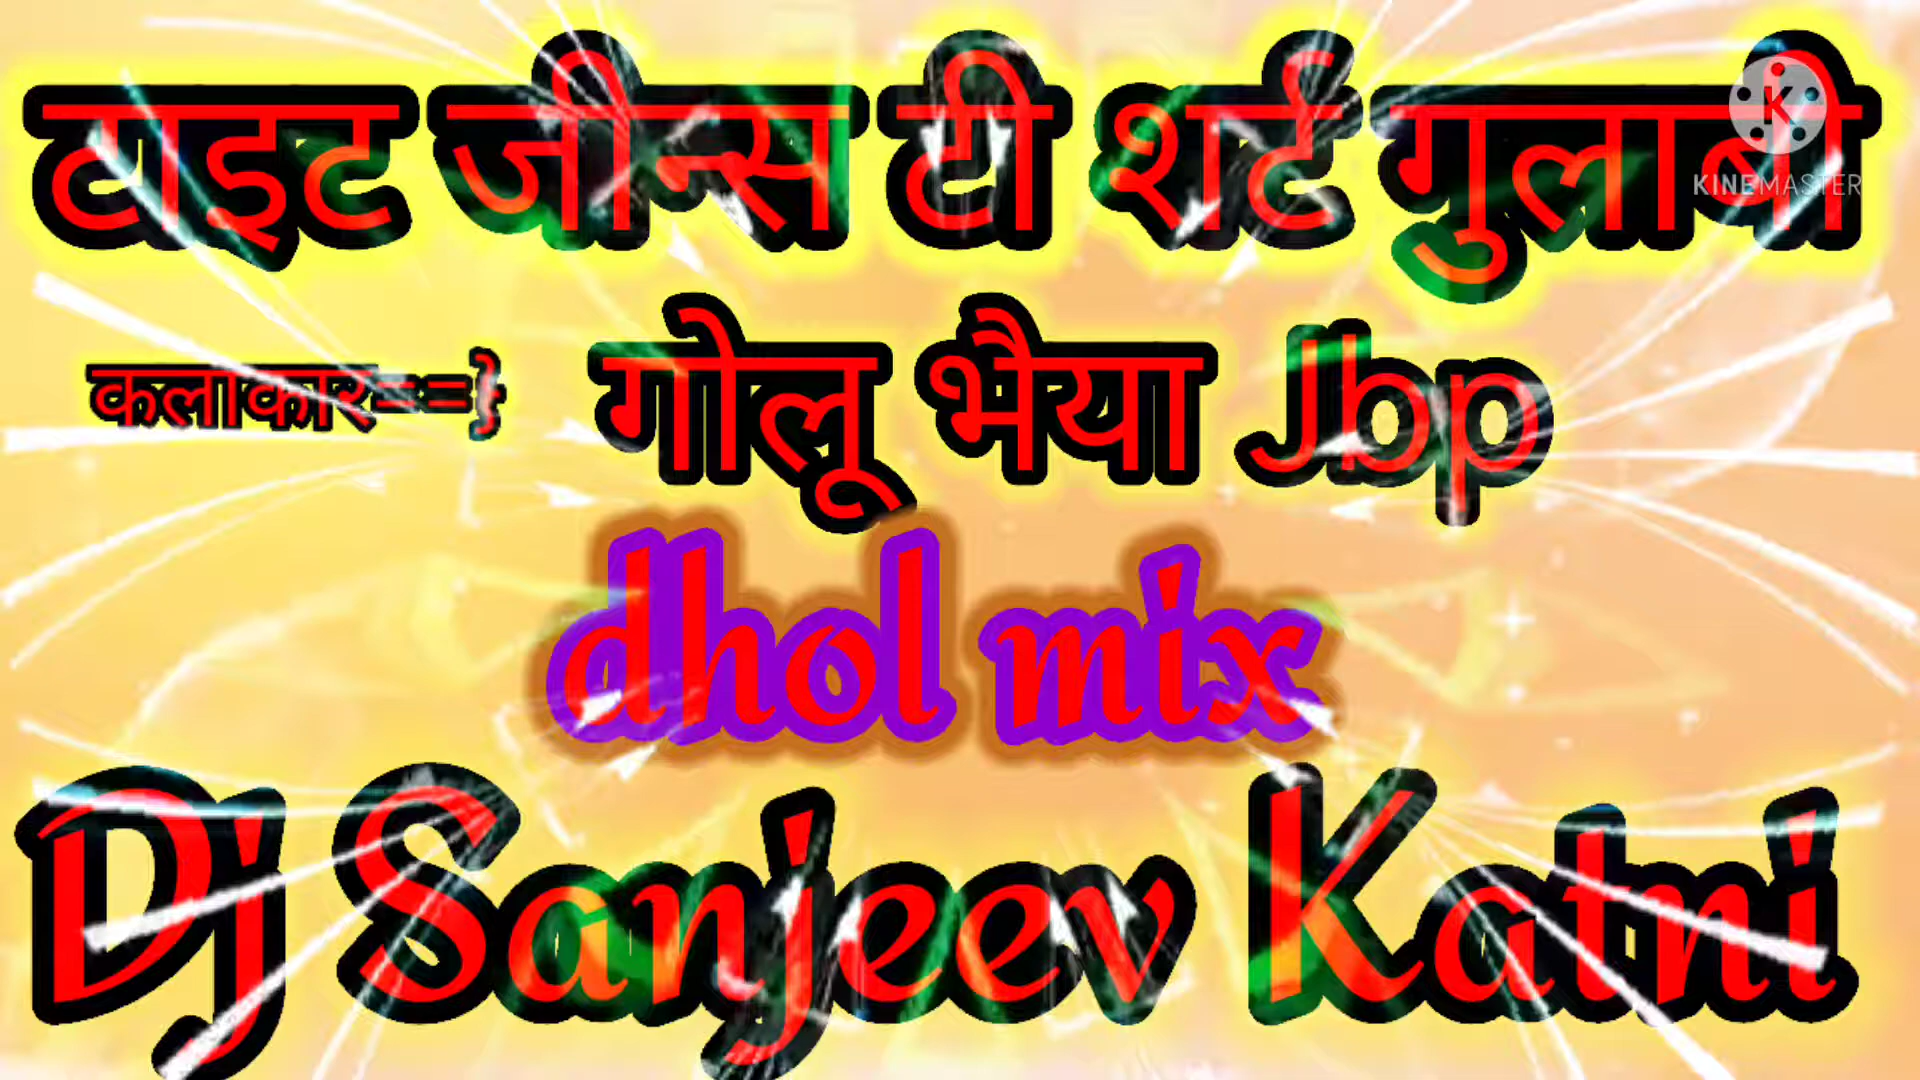 टाइट जीन्स टी शर्ट गुलाबी
KINEMASTER
कलाकार==} गोलू भैया Jbp
dhol mix
Dj Sanjeev Katni